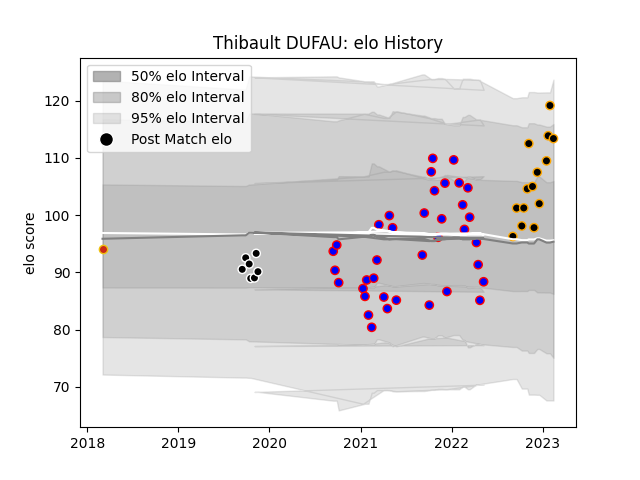 Thibault DUFAU: elo History
50% elo Interval
80% elo Interval
95% elo Interval
Post Match elo
elo score
120
110
100
90
80
70
2018 2019 2020 2021 2022 2023